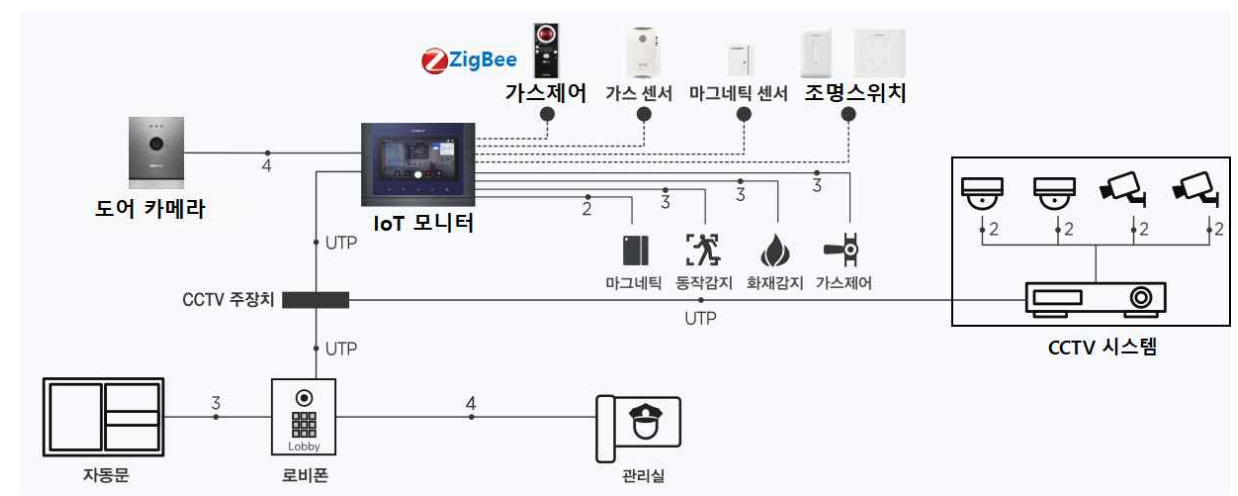 ZigBee
가스제어 가스 센서 마그네틱 센서 조명스위치
4
도어 카메라
IoT 모니터
2 3 3 3
UTP
마그네틱 동작감지 화재감지 가스제어
2 2 2 2
CCTV 주장치
UTP
CCTV 시스템
UTP
3
4
Lobby
자동문 로비폰 관리실